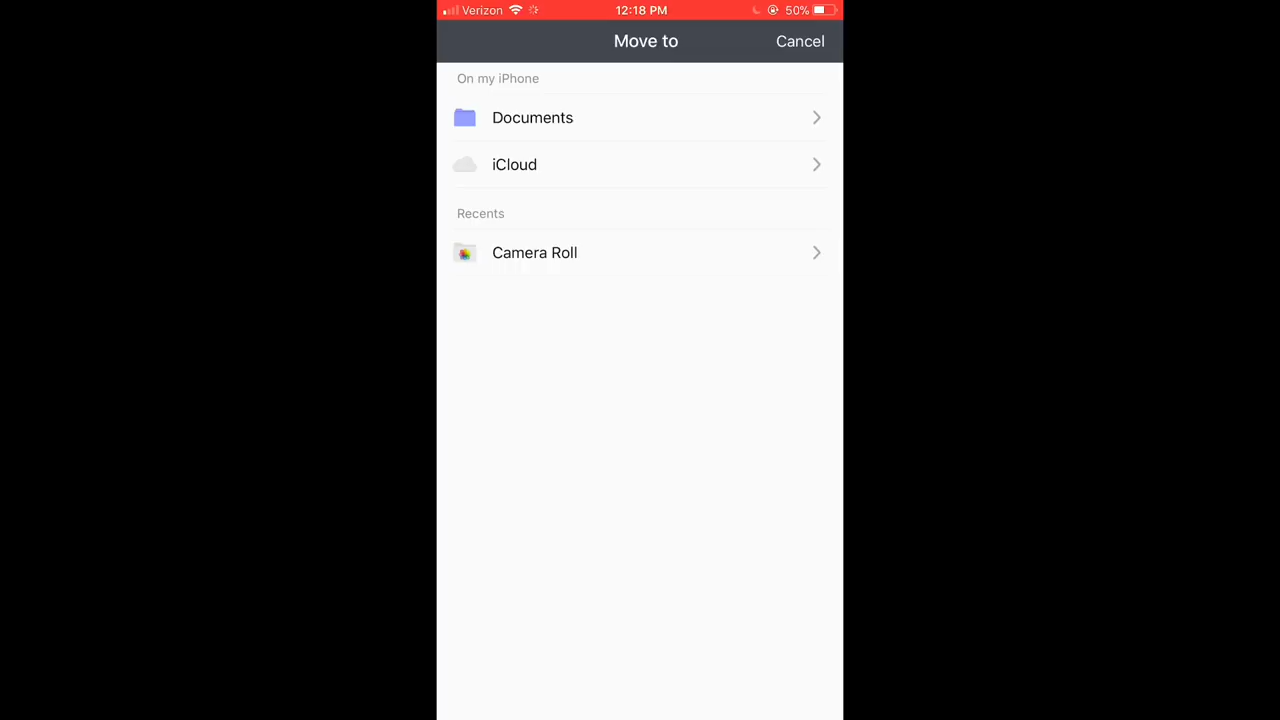 Verizon 12:18 PM 50%
Move to Cancel
On my iPhone
Documents
iCloud
Recents
Camera Roll